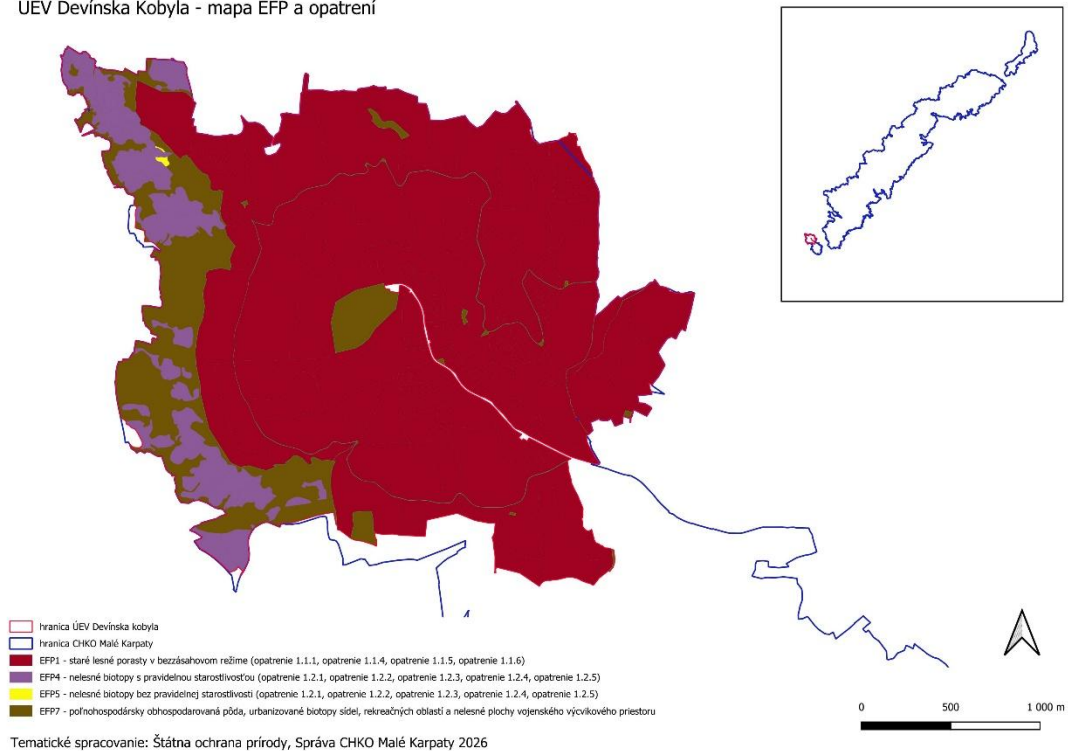 ÚEV Devínska Kobyla - mapa EFP a opatrení
hranica ÚEV Devínska kobyla
hranica CHKO Malé Karpaty
EFP1 - staré lesné porasty v bezzásahovom režime (opatrenie 1.1.1, opatrenie 1.1.4, opatrenie 1.1.5, opatrenie 1.1.6)
EFP4 - nelesné biotopy s pravidelnou starostlivosťou (opatrenie 1.2.1, opatrenie 1.2.2, opatrenie 1.2.3, opatrenie 1.2.4, opatrenie 1.2.5)
EFP5 - nelesné biotopy bez pravidelnej starostlivosti (opatrenie 1.2.1, opatrenie 1.2.2, opatrenie 1.2.3, opatrenie 1.2.4, opatrenie 1.2.5)
EFP7 - poľnohospodársky obhospodarovaná pôda, urbanizované biotopy sídel, rekreačných oblastí a nelesné plochy vojenského výcvikového priestoru
0 500 1 000 m
Tematické spracovanie: Štátna ochrana prírody, Správa CHKO Malé Karpaty 2026